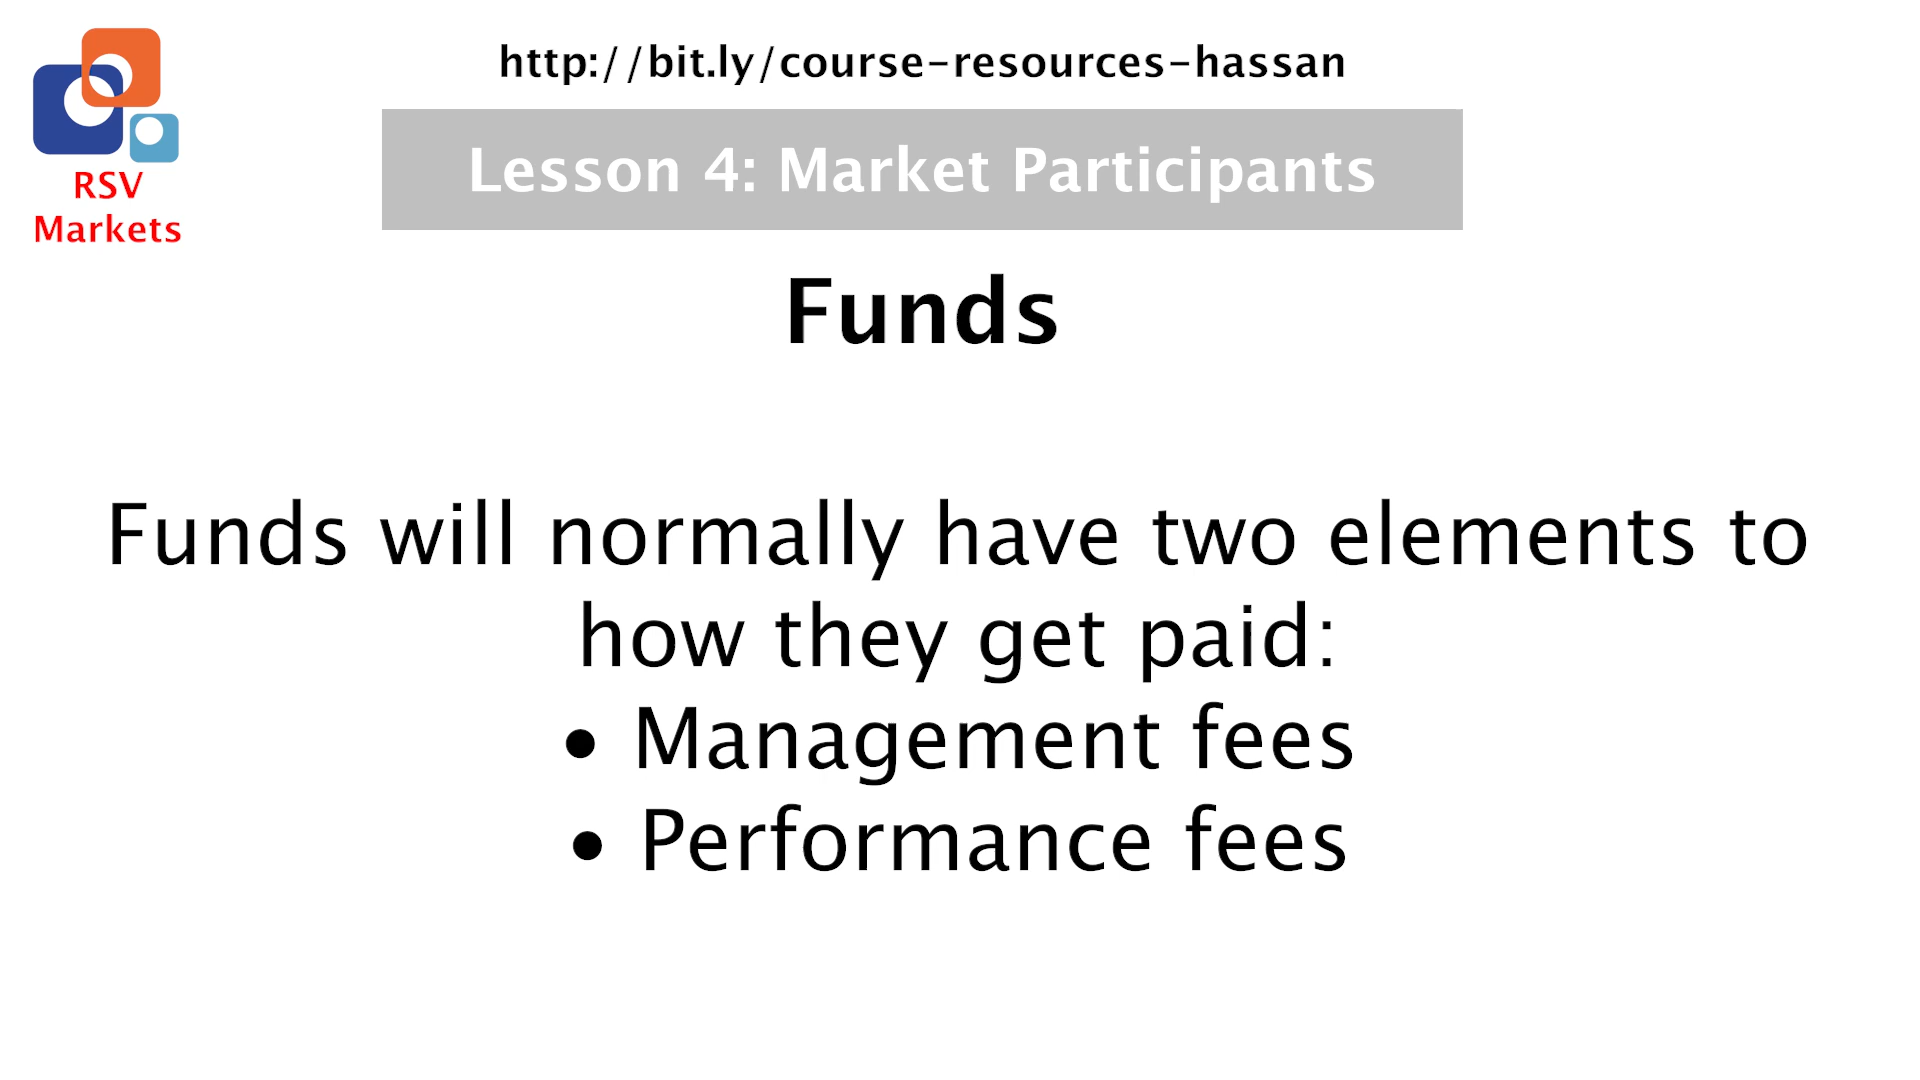 http://bit.ly/course-resources-hassan
RSV
Markets
Lesson 4: Market Participants
Funds
Funds will normally have two elements to
how they get paid:
• Management fees
• Performance fees